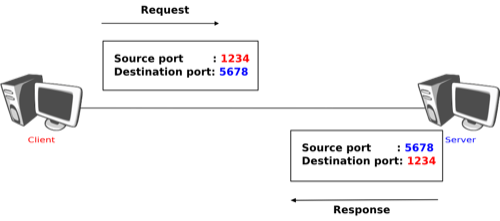 Request
Source port : 1234
Destination port: 5678
Client
Server
Source port : 5678
Destination port: 1234
Response